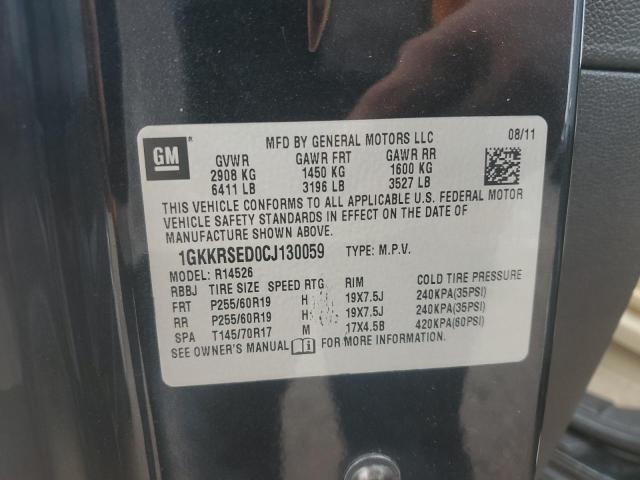 GM
MFD BY GENERAL MOTORS LLC 08/11
GVWR GAWR FRT GAWR RR
2908 KG 1450 KG 1600 KG
6411 LB 3196 LB 3527 LB
THIS VEHICLE CONFORMS TO ALL APPLICABLE U.S. FEDERAL MOTOR
VEHICLE SAFETY STANDARDS IN EFFECT ON THE DATE OF
MANUFACTURE SHOWN ABOVE.
1GKKRSED0CJ130059 TYPE: M.P.V.
MODEL: R14526
RBBJ TIRE SIZE SPEED RTG RIM COLD TIRE PRESSURE
FRT P255/60R19 H 19X7.5J 240KPA(35PSI)
RR P255/60R19 H 19X7.5J 240KPA(35PSI)
SPA T145/70R17 M 17X4.5B 420KPA(60PSI)
SEE OWNER'S MANUAL FOR MORE INFORMATION.